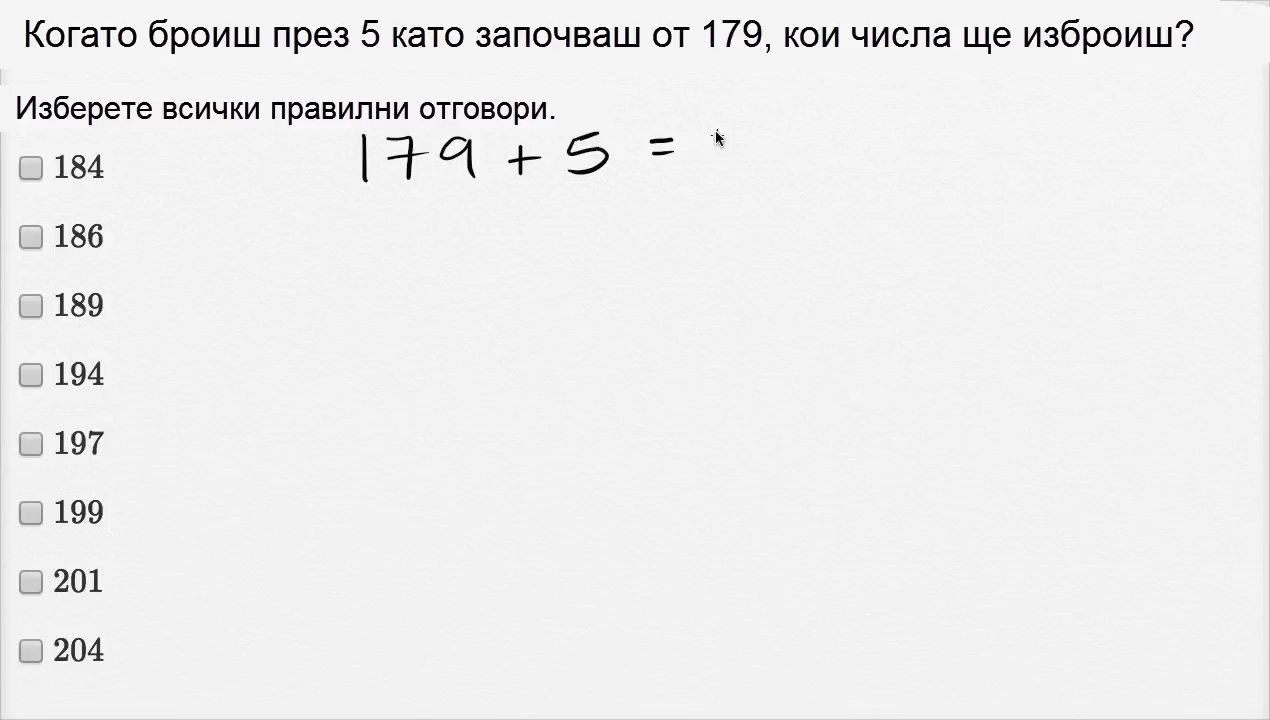 Когато броиш през 5 като започваш от 179, кои числа ще изброиш?
Изберете всички правилни отговори.
179 + 5 =
184
186
189
194
197
199
201
204